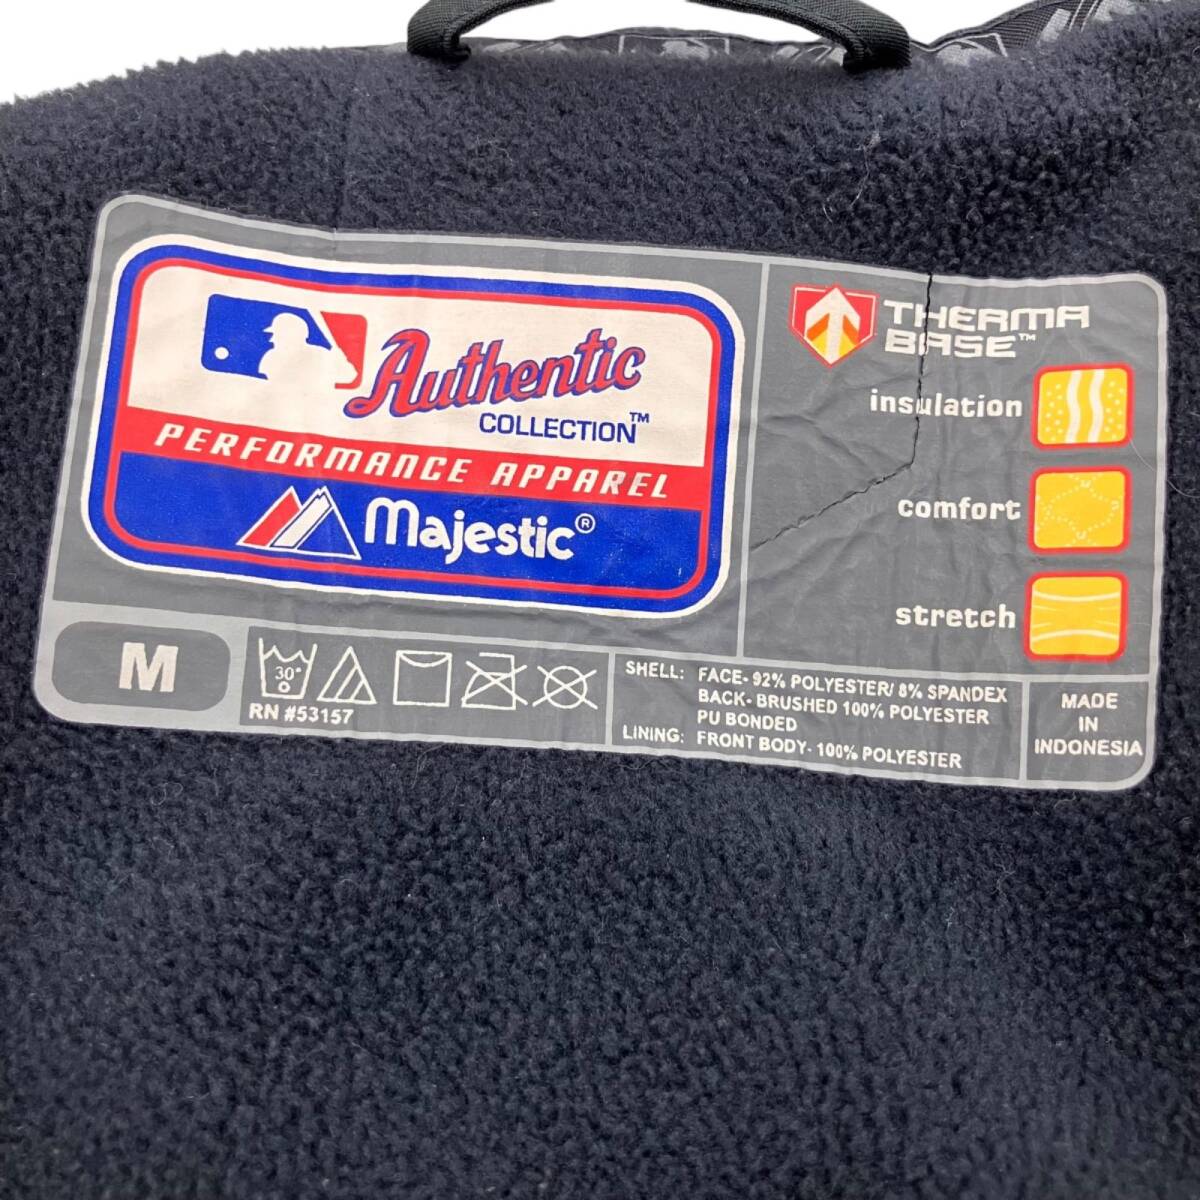 Authentic
COLLECTION™
PERFORMANCE APPAREL
Majestic®
THERMA
BASE™
insulation
comfort
stretch
M
30°
RN #53157
SHELL: FACE- 92% POLYESTER/ 8% SPANDEX
BACK- BRUSHED 100% POLYESTER
PU BONDED
LINING: FRONT BODY- 100% POLYESTER
MADE
IN
INDONESIA